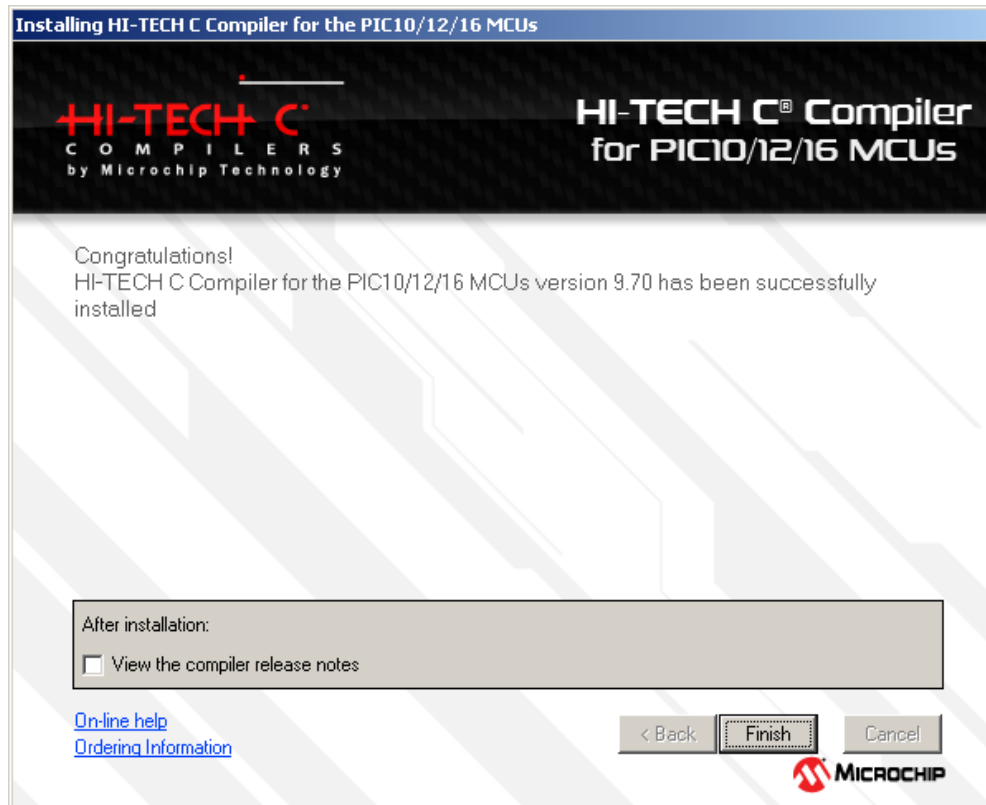 Installing HI-TECH C Compiler for the PIC10/12/16 MCUs
HI-TECH C®
COMPILERS
by Microchip Technology
HI-TECH C® Compiler
for PIC10/12/16 MCUs
Congratulations!
HI-TECH C Compiler for the PIC10/12/16 MCUs version 9.70 has been successfully
installed
After installation:
View the compiler release notes
On-line help
Ordering Information
< Back
Finish
Cancel
MICROCHIP